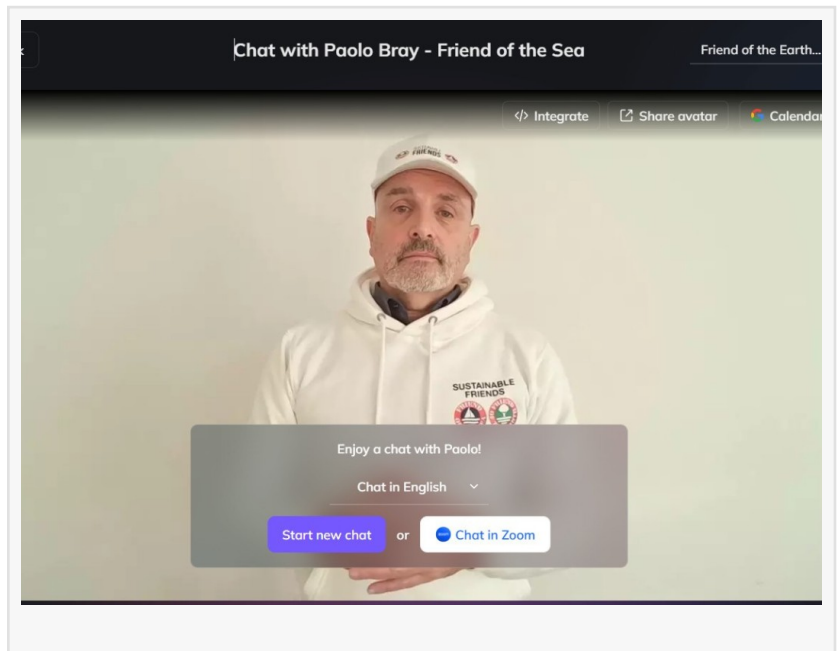 Chat with Paolo Bray - Friend of the Sea
Friend of the Earth...
</> Integrate
Share avatar
Calendar
FRIENDS
SUSTAINABLE
FRIENDS
Enjoy a chat with Paolo!
Chat in English
Start new chat
or
Chat in Zoom